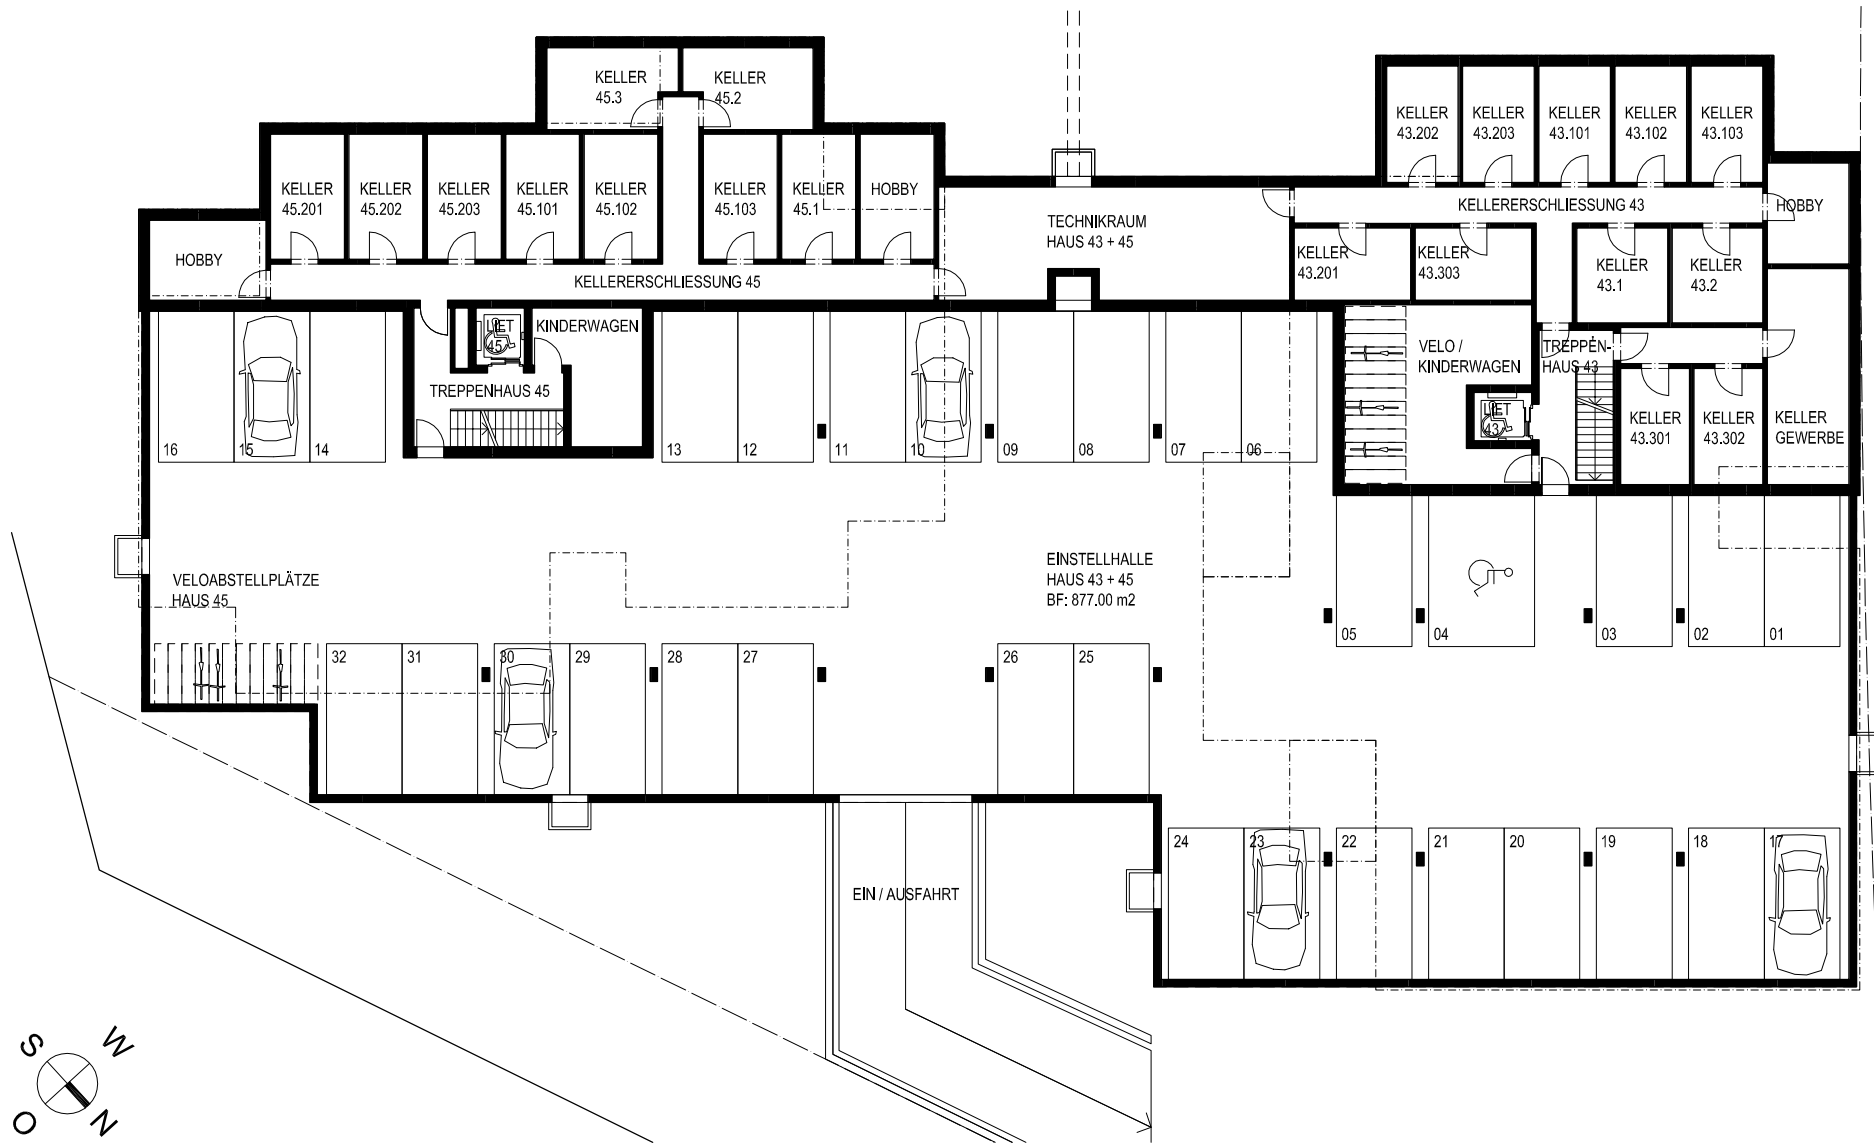 KELLER
45.3
KELLER
45.2
KELLER
43.202
KELLER
43.203
KELLER
43.101
KELLER
43.102
KELLER
43.103
KELLER
45.201
KELLER
45.202
KELLER
45.203
KELLER
45.101
KELLER
45.102
KELLER
45.103
KELLER
45.1
HOBBY
HOBBY
KELLERERSCHLIESSUNG 45
TECHNIKRAUM
HAUS 43 + 45
KELLERERSCHLIESSUNG 43
HOBBY
KELLER
43.201
KELLER
43.303
KELLER
43.1
KELLER
43.2
LIFT
45
KINDERWAGEN
TREPPENHAUS 45
VELO /
KINDERWAGEN
TREPPEN-
HAUS 43
LIFT
43
KELLER
43.301
KELLER
43.302
KELLER
GEWERBE
16
15
14
13
12
11
10
09
08
07
06
VELOABSTELLPLÄTZE
HAUS 45
EINSTELLHALLE
HAUS 43 + 45
BF: 877.00 m2
05
04
03
02
01
32
31
30
29
28
27
26
25
24
23
22
21
20
19
18
17
EIN / AUSFAHRT
S
W
O
N